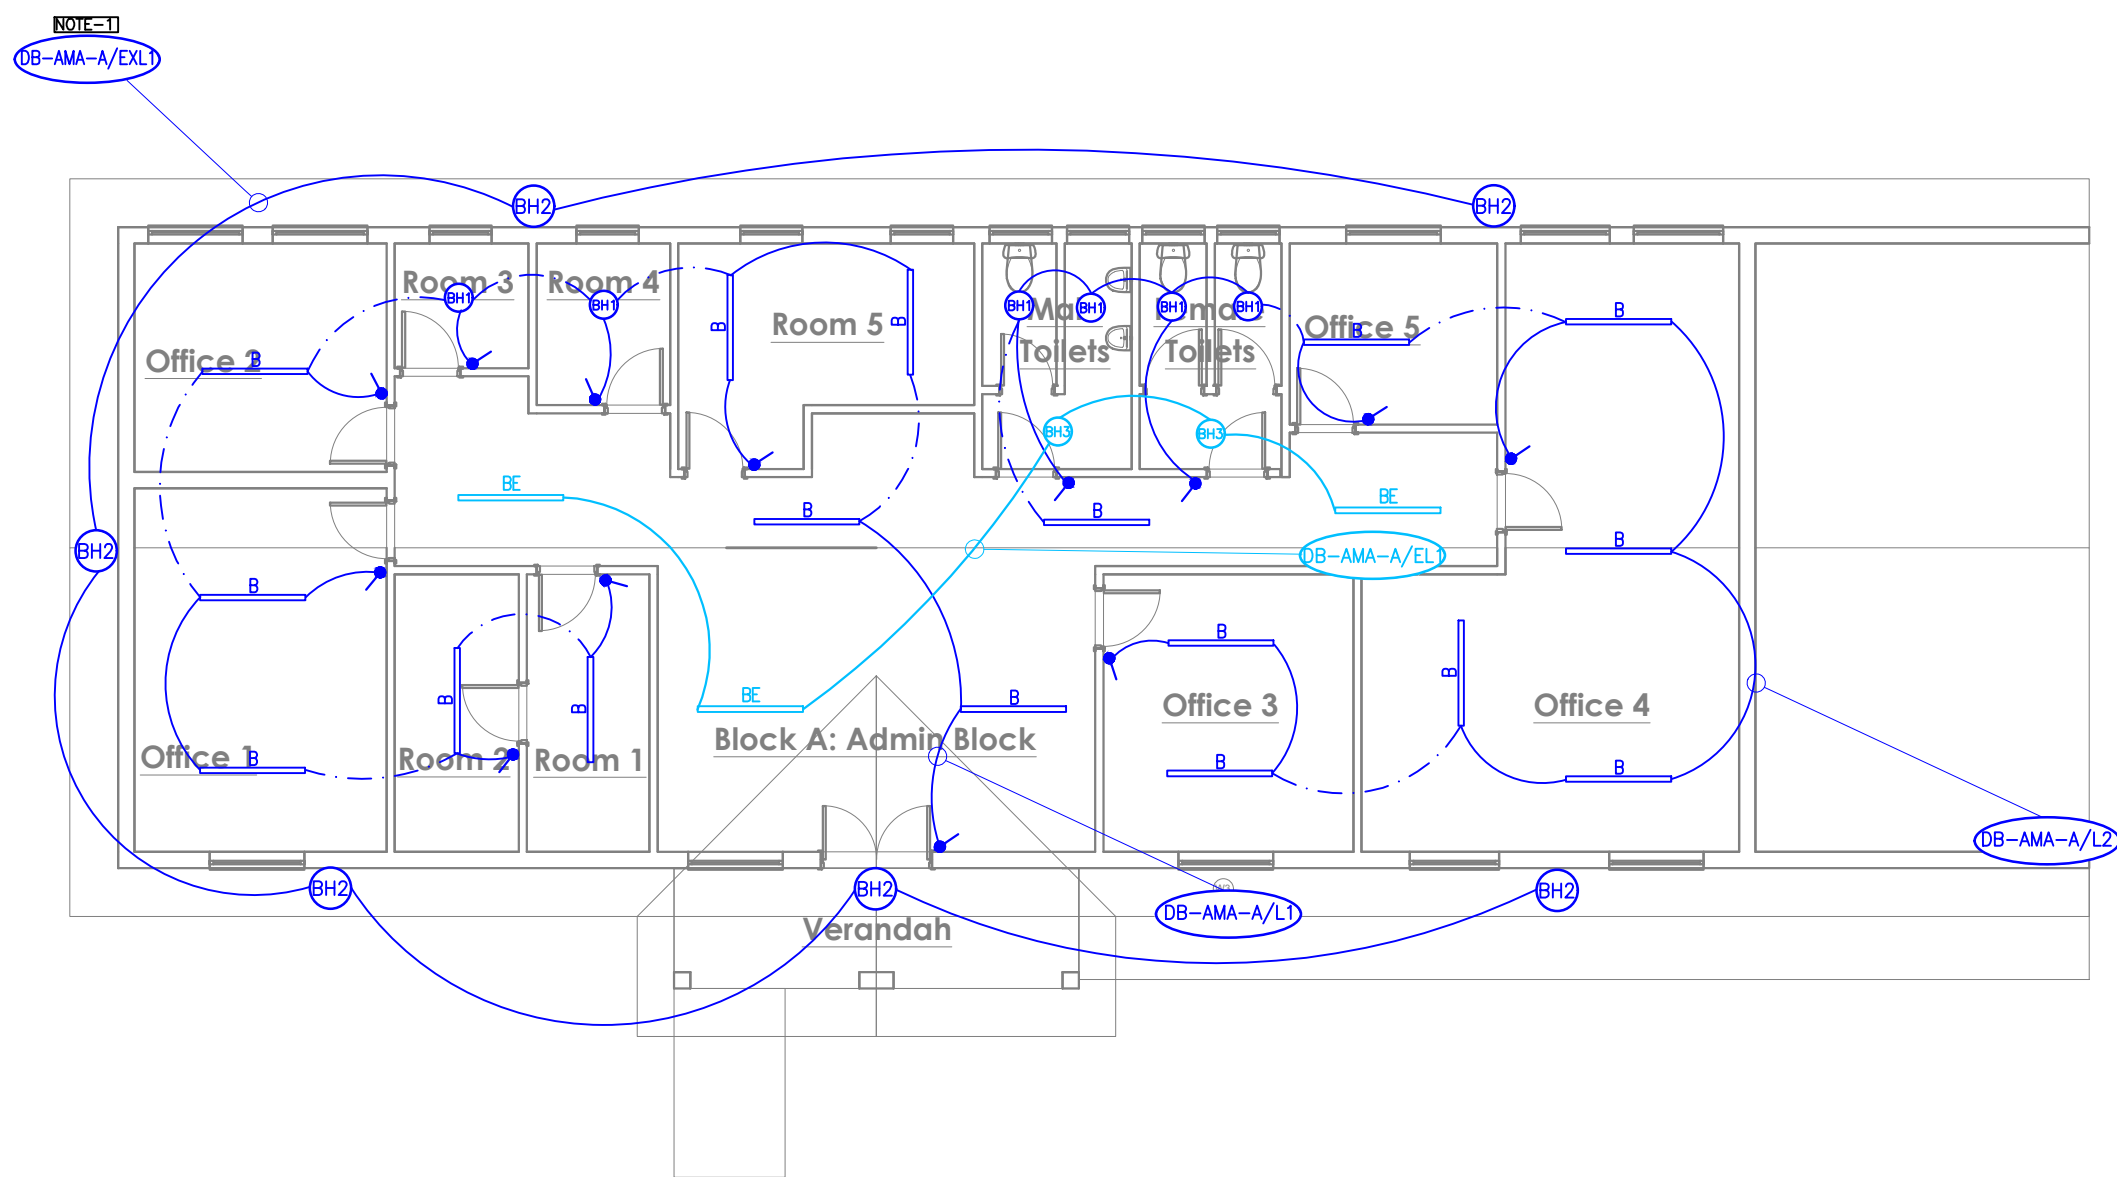 NOTE-1
DB-AMA-A/EXL1
BH2
BH2
Room 3
Room 4
BH1
BH1
BH1
BH1
BH1
BH1
Male
Toilets
Female
Toilets
B
Room 5
B
Office 5
B
B
Office 2
B
BH3
BH3
BE
B
B
BE
BH2
DB-AMA-A/EL1
B
B
B
B
B
BE
B
B
Office 3
Office 4
Block A: Admin Block
Office 1
B
Room 2
Room 1
B
B
DB-AMA-A/L2
BH2
BH2
BH2
DB-AMA-A/L1
Verandah